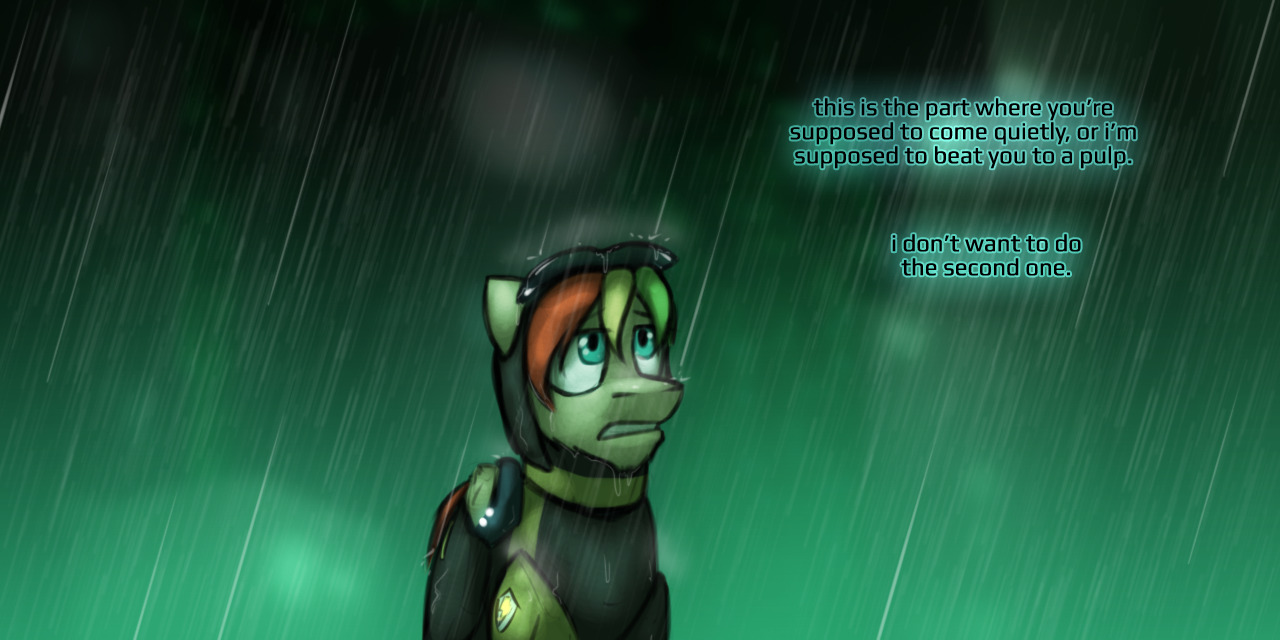 this is the part where you're
supposed to come quietly, or i'm
supposed to beat you to a pulp.
i don't want to do
the second one.